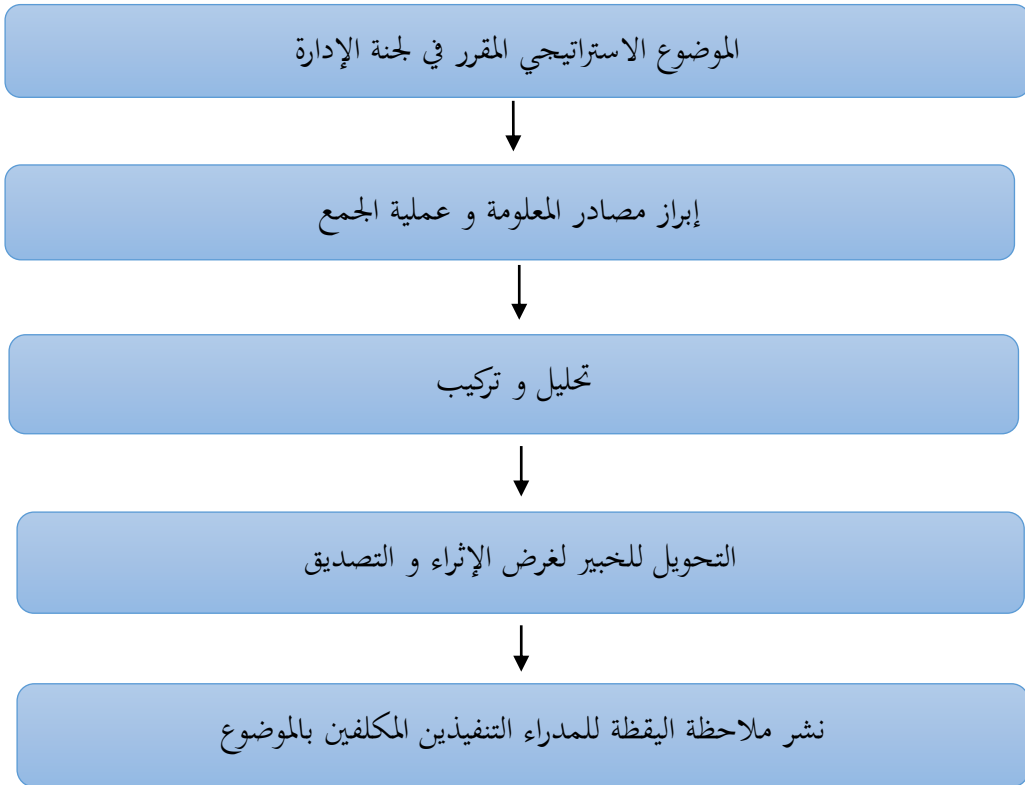 الموضوع الاستراتيجي المقرر في لجنة الإدارة
إبراز مصادر المعلومة و عملية الجمع
تحليل و تركيب
التحويل للخبير لغرض الإثراء و التصديق
نشر ملاحظة اليقظة للمدراء التنفيذين المكلفين بالموضوع